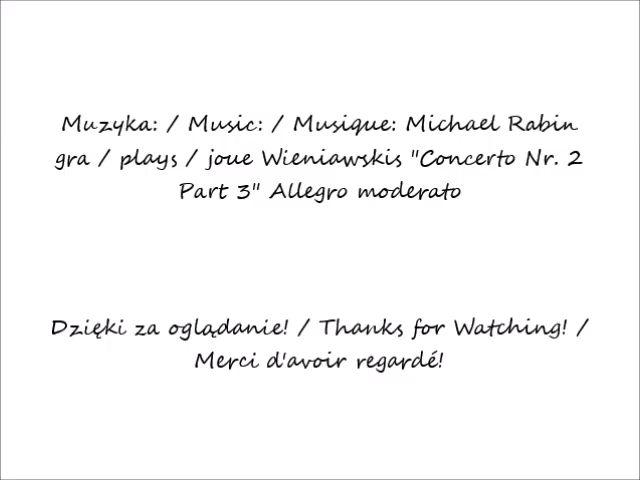 Muzyka: / Music: / Musique: Michael Rabin
gra / plays / joue Wieniawskis "Concerto Nr. 2
Part 3" Allegro moderato
Dzięki za oglądanie! / Thanks for Watching! /
Merci d'avoir regardé!